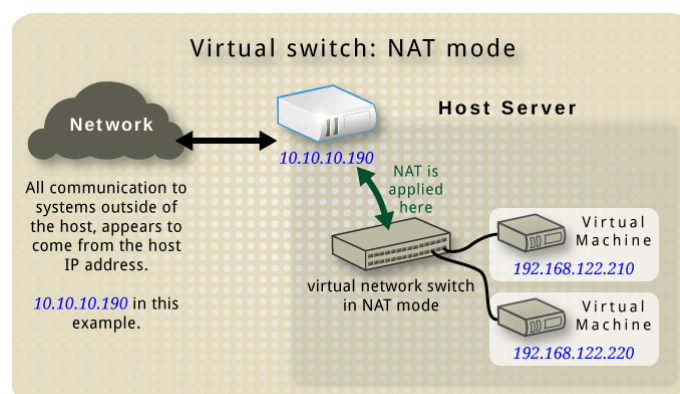 Virtual switch: NAT mode
Host Server
Network
10.10.10.190
NAT is
applied
here
All communication to
systems outside of
the host, appears to
come from the host
IP address.
10.10.10.190 in this
example.
virtual network switch
in NAT mode
Virtual
Machine
192.168.122.210
Virtual
Machine
192.168.122.220